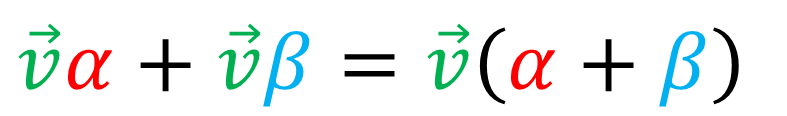 v⃗α + v⃗β = v⃗(α + β)